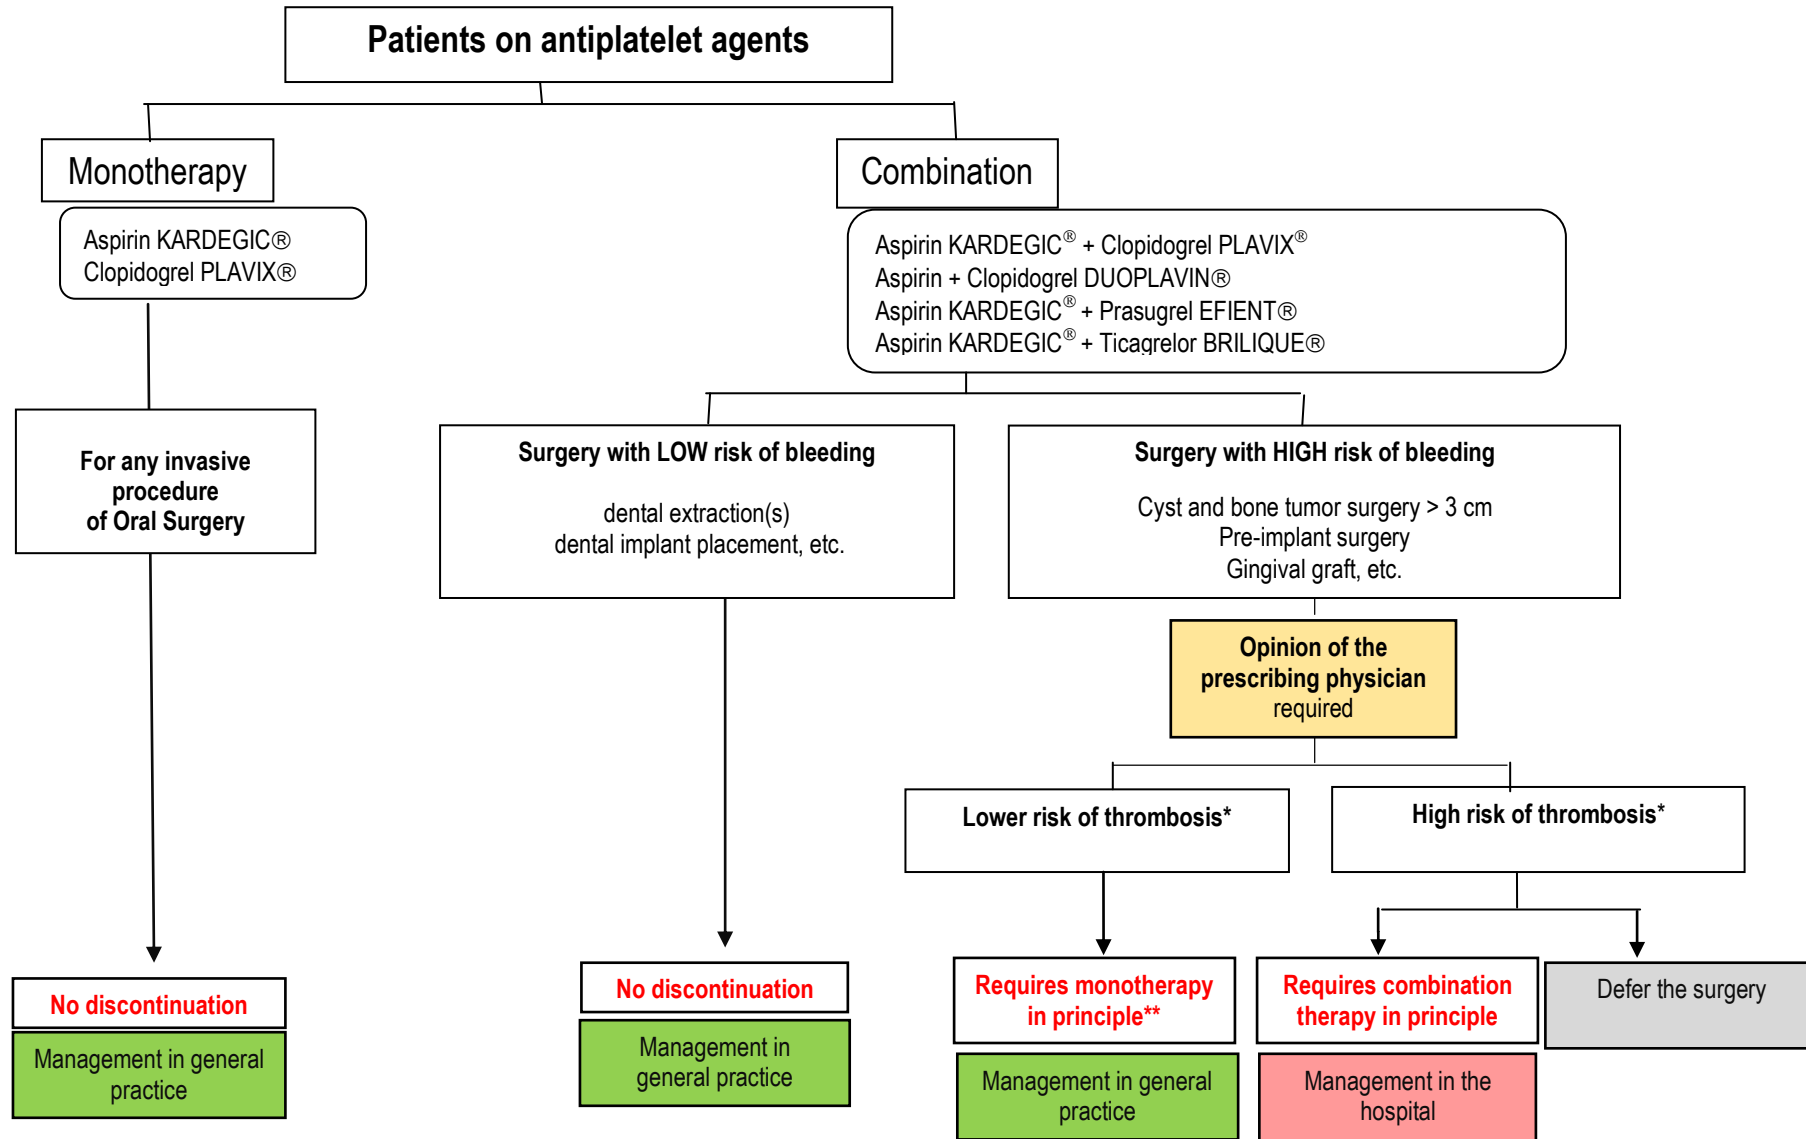 Patients on antiplatelet agents
Monotherapy
Aspirin KARDEGIC®
Clopidogrel PLAVIX®
For any invasive
procedure
of Oral Surgery
No discontinuation
Management in general
practice
Combination
Aspirin KARDEGIC® + Clopidogrel PLAVIX®
Aspirin + Clopidogrel DUOPLAVIN®
Aspirin KARDEGIC® + Prasugrel EFIENT®
Aspirin KARDEGIC® + Ticagrelor BRILIQUE®
Surgery with LOW risk of bleeding
dental extraction(s)
dental implant placement, etc.
No discontinuation
Management in
general practice
Surgery with HIGH risk of bleeding
Cyst and bone tumor surgery > 3 cm
Pre-implant surgery
Gingival graft, etc.
Opinion of the
prescribing physician
required
Lower risk of thrombosis*
Requires monotherapy
in principle**
Management in general
practice
High risk of thrombosis*
Requires combination
therapy in principle
Management in the
hospital
Defer the surgery